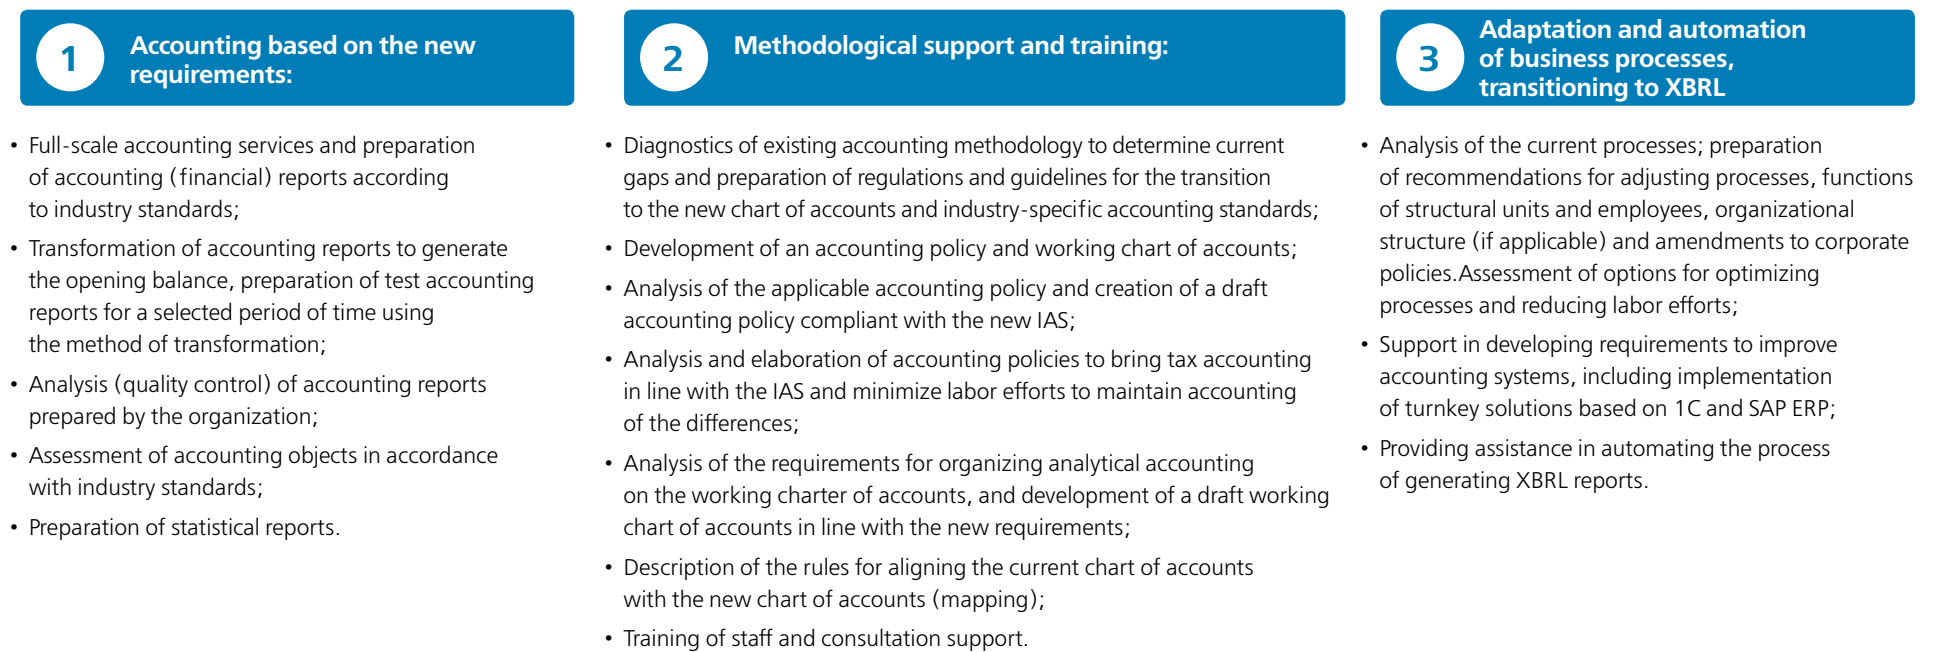 1
Accounting based on the new
requirements:
• Full-scale accounting services and preparation
of accounting (financial) reports according
to industry standards;
• Transformation of accounting reports to generate
the opening balance, preparation of test accounting
reports for a selected period of time using
the method of transformation;
• Analysis (quality control) of accounting reports
prepared by the organization;
• Assessment of accounting objects in accordance
with industry standards;
• Preparation of statistical reports.
2
Methodological support and training:
• Diagnostics of existing accounting methodology to determine current
gaps and preparation of regulations and guidelines for the transition
to the new chart of accounts and industry-specific accounting standards;
• Development of an accounting policy and working chart of accounts;
• Analysis of the applicable accounting policy and creation of a draft
accounting policy compliant with the new IAS;
• Analysis and elaboration of accounting policies to bring tax accounting
in line with the IAS and minimize labor efforts to maintain accounting
of the differences;
• Analysis of the requirements for organizing analytical accounting
on the working charter of accounts, and development of a draft working
chart of accounts in line with the new requirements;
• Description of the rules for aligning the current chart of accounts
with the new chart of accounts (mapping);
• Training of staff and consultation support.
3
Adaptation and automation
of business processes,
transitioning to XBRL
• Analysis of the current processes; preparation
of recommendations for adjusting processes, functions
of structural units and employees, organizational
structure (if applicable) and amendments to corporate
policies.Assessment of options for optimizing
processes and reducing labor efforts;
• Support in developing requirements to improve
accounting systems, including implementation
of turnkey solutions based on 1C and SAP ERP;
• Providing assistance in automating the process
of generating XBRL reports.